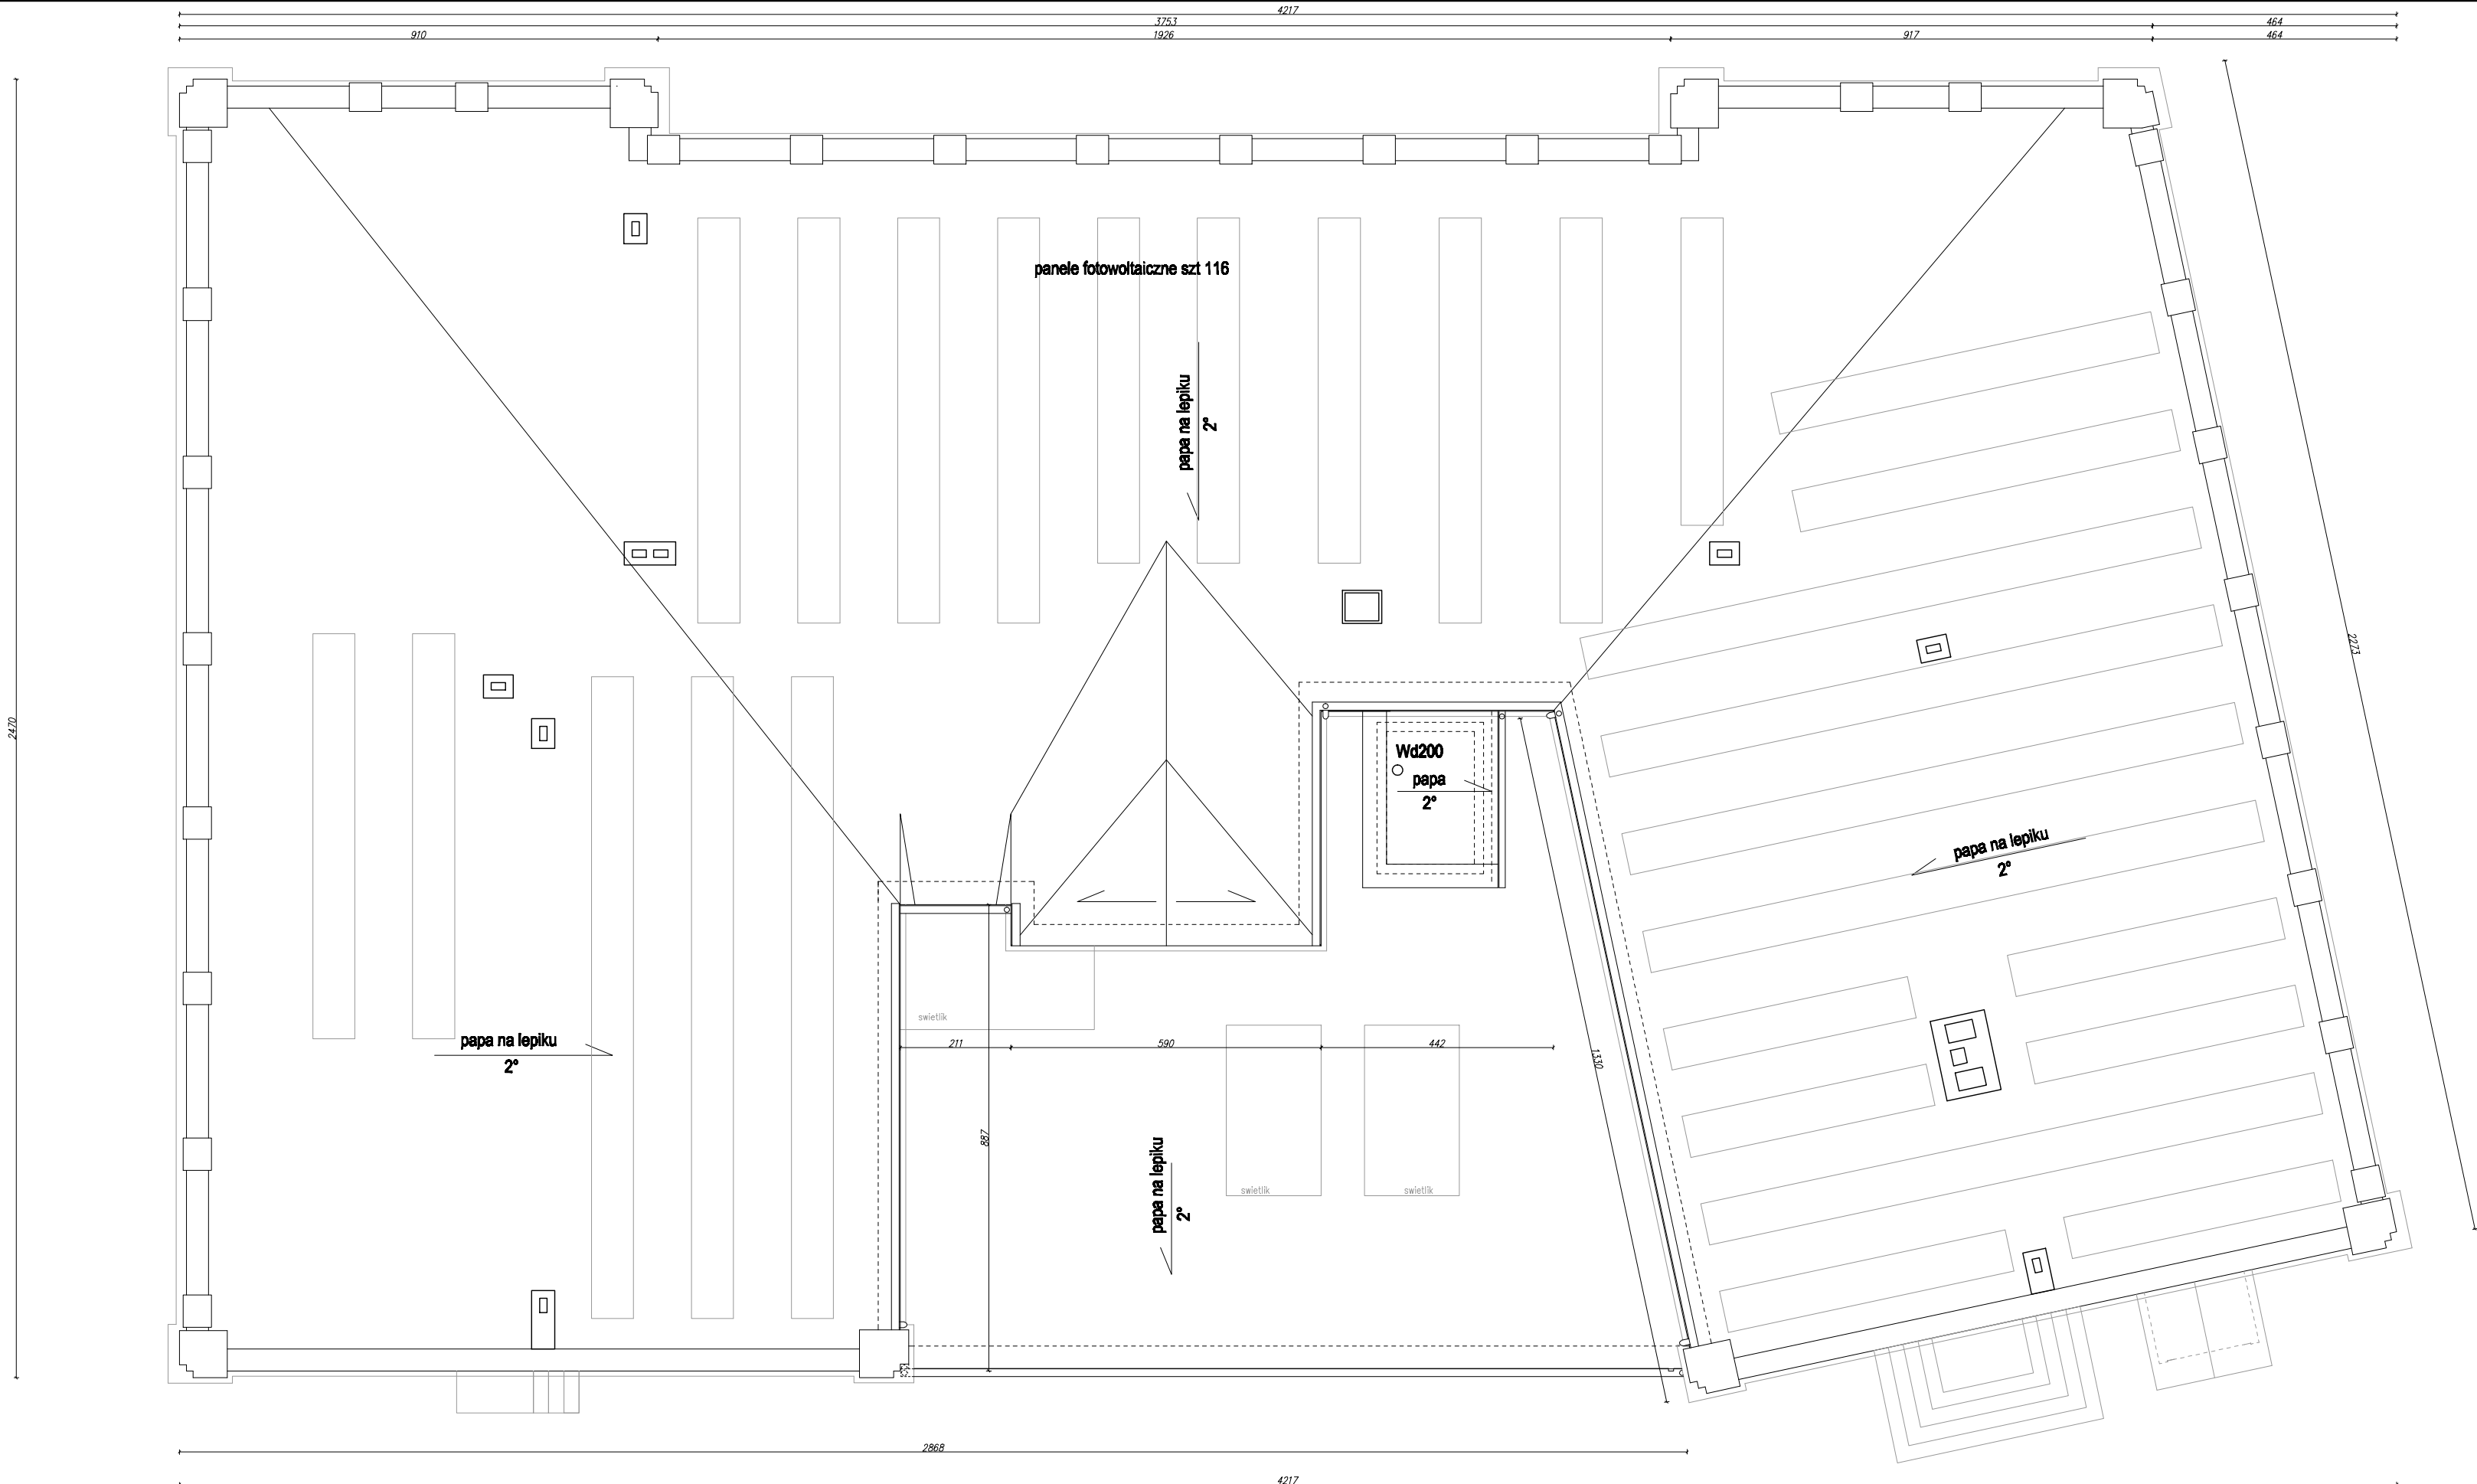 4217
3753
464
910
1926
917
464
panele fotowoltaiczne szt 116
papa na lepiku
2°
2273
2470
Wd200
papa
2°
papa na lepiku
2°
swietlik
papa na lepiku
2°
211
590
442
1330
887
papa na lepiku
2°
swietlik
swietlik
2868
4217